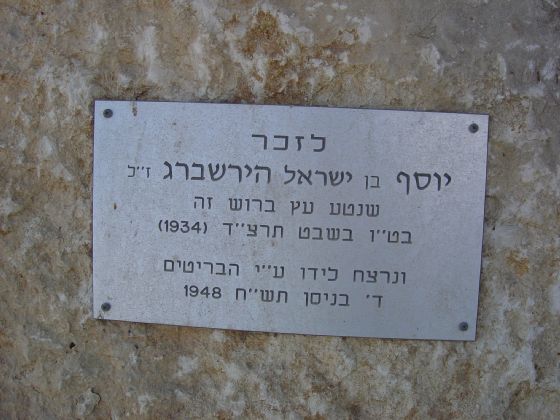 לזכר
יוסף בן ישראל הירשברג ז"ל
שנטע עץ ברוש זה
בט"ו בשבט תרצ"ד (1934)
ונרצח לידו ע"י הבריטים
ד' בניסן תש"ח 1948